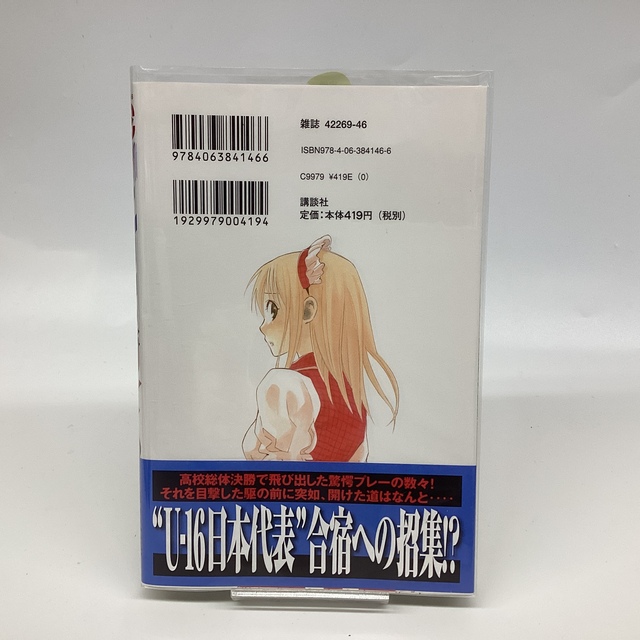 雑誌 42269-46
9784063841466
ISBN978-4-06-384146-6
C9979 ¥419E (0)
1929979004194
講談社
定価：本体419円（税別）
高校総体決勝で飛び出した驚愕プレーの数々!
それを目撃した駆の前に突如、開けた道はなんと‥‥
“U-16日本代表”合宿への招集!?